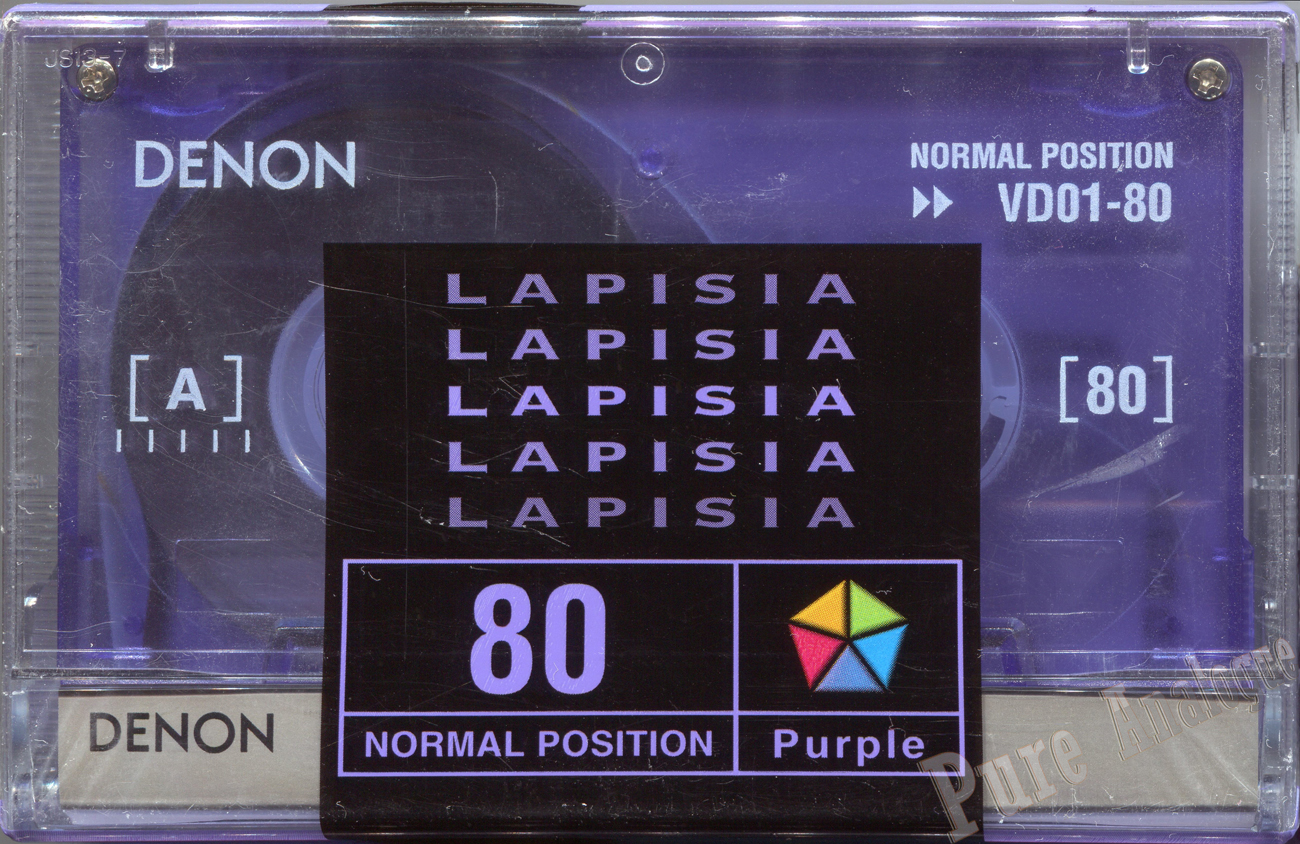 JS13-7
DENON
NORMAL POSITION
VD01-80
LAPISIA
LAPISIA
LAPISIA
LAPISIA
LAPISIA
[A]
[80]
80
NORMAL POSITION
Purple
DENON
Pure Analogue